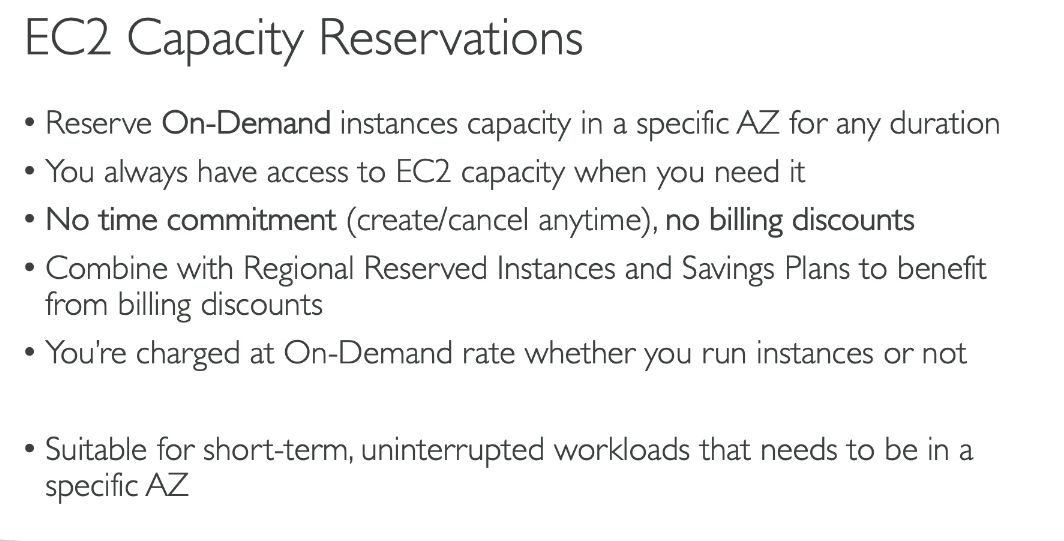 EC2 Capacity Reservations
• Reserve On-Demand instances capacity in a specific AZ for any duration
• You always have access to EC2 capacity when you need it
• No time commitment (create/cancel anytime), no billing discounts
• Combine with Regional Reserved Instances and Savings Plans to benefit
from billing discounts
• You're charged at On-Demand rate whether you run instances or not
• Suitable for short-term, uninterrupted workloads that needs to be in a
specific AZ